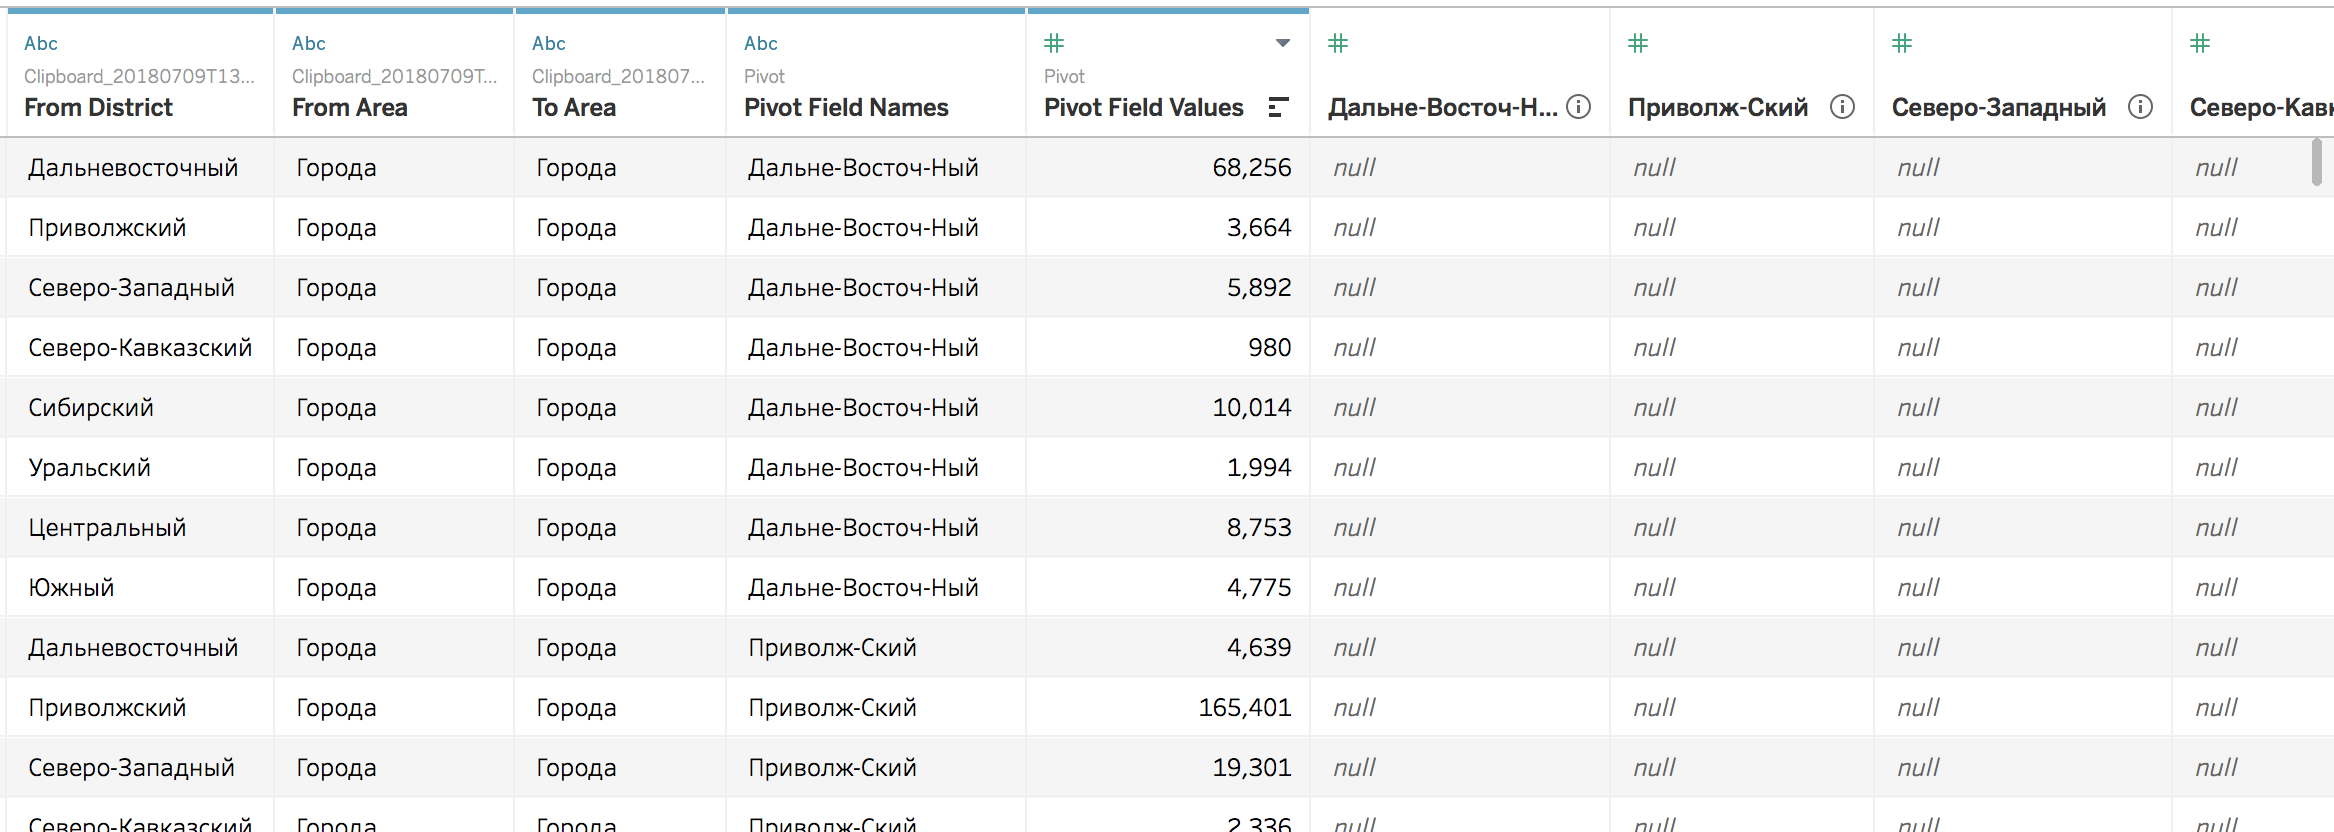 Abc Abc Abc Abc
Clipboard_20180709T13... Clipboard_20180709T... Clipboard_201807... Pivot Pivot
From District From Area To Area Pivot Field Names Pivot Field Values Дальне-Восточ-Н... Приволж-Ский Северо-Западный Северо-Кавк
Дальневосточный Города Города Дальне-Восточ-Ный 68,256 null null null null
Приволжский Города Города Дальне-Восточ-Ный 3,664 null null null null
Северо-Западный Города Города Дальне-Восточ-Ный 5,892 null null null null
Северо-Кавказский Города Города Дальне-Восточ-Ный 980 null null null null
Сибирский Города Города Дальне-Восточ-Ный 10,014 null null null null
Уральский Города Города Дальне-Восточ-Ный 1,994 null null null null
Центральный Города Города Дальне-Восточ-Ный 8,753 null null null null
Южный Города Города Дальне-Восточ-Ный 4,775 null null null null
Дальневосточный Города Города Приволж-Ский 4,639 null null null null
Приволжский Города Города Приволж-Ский 165,401 null null null null
Северо-Западный Города Города Приволж-Ский 19,301 null null null null
Северо-Кавказский Города Города Приволж-Ский 2,336 null null null null